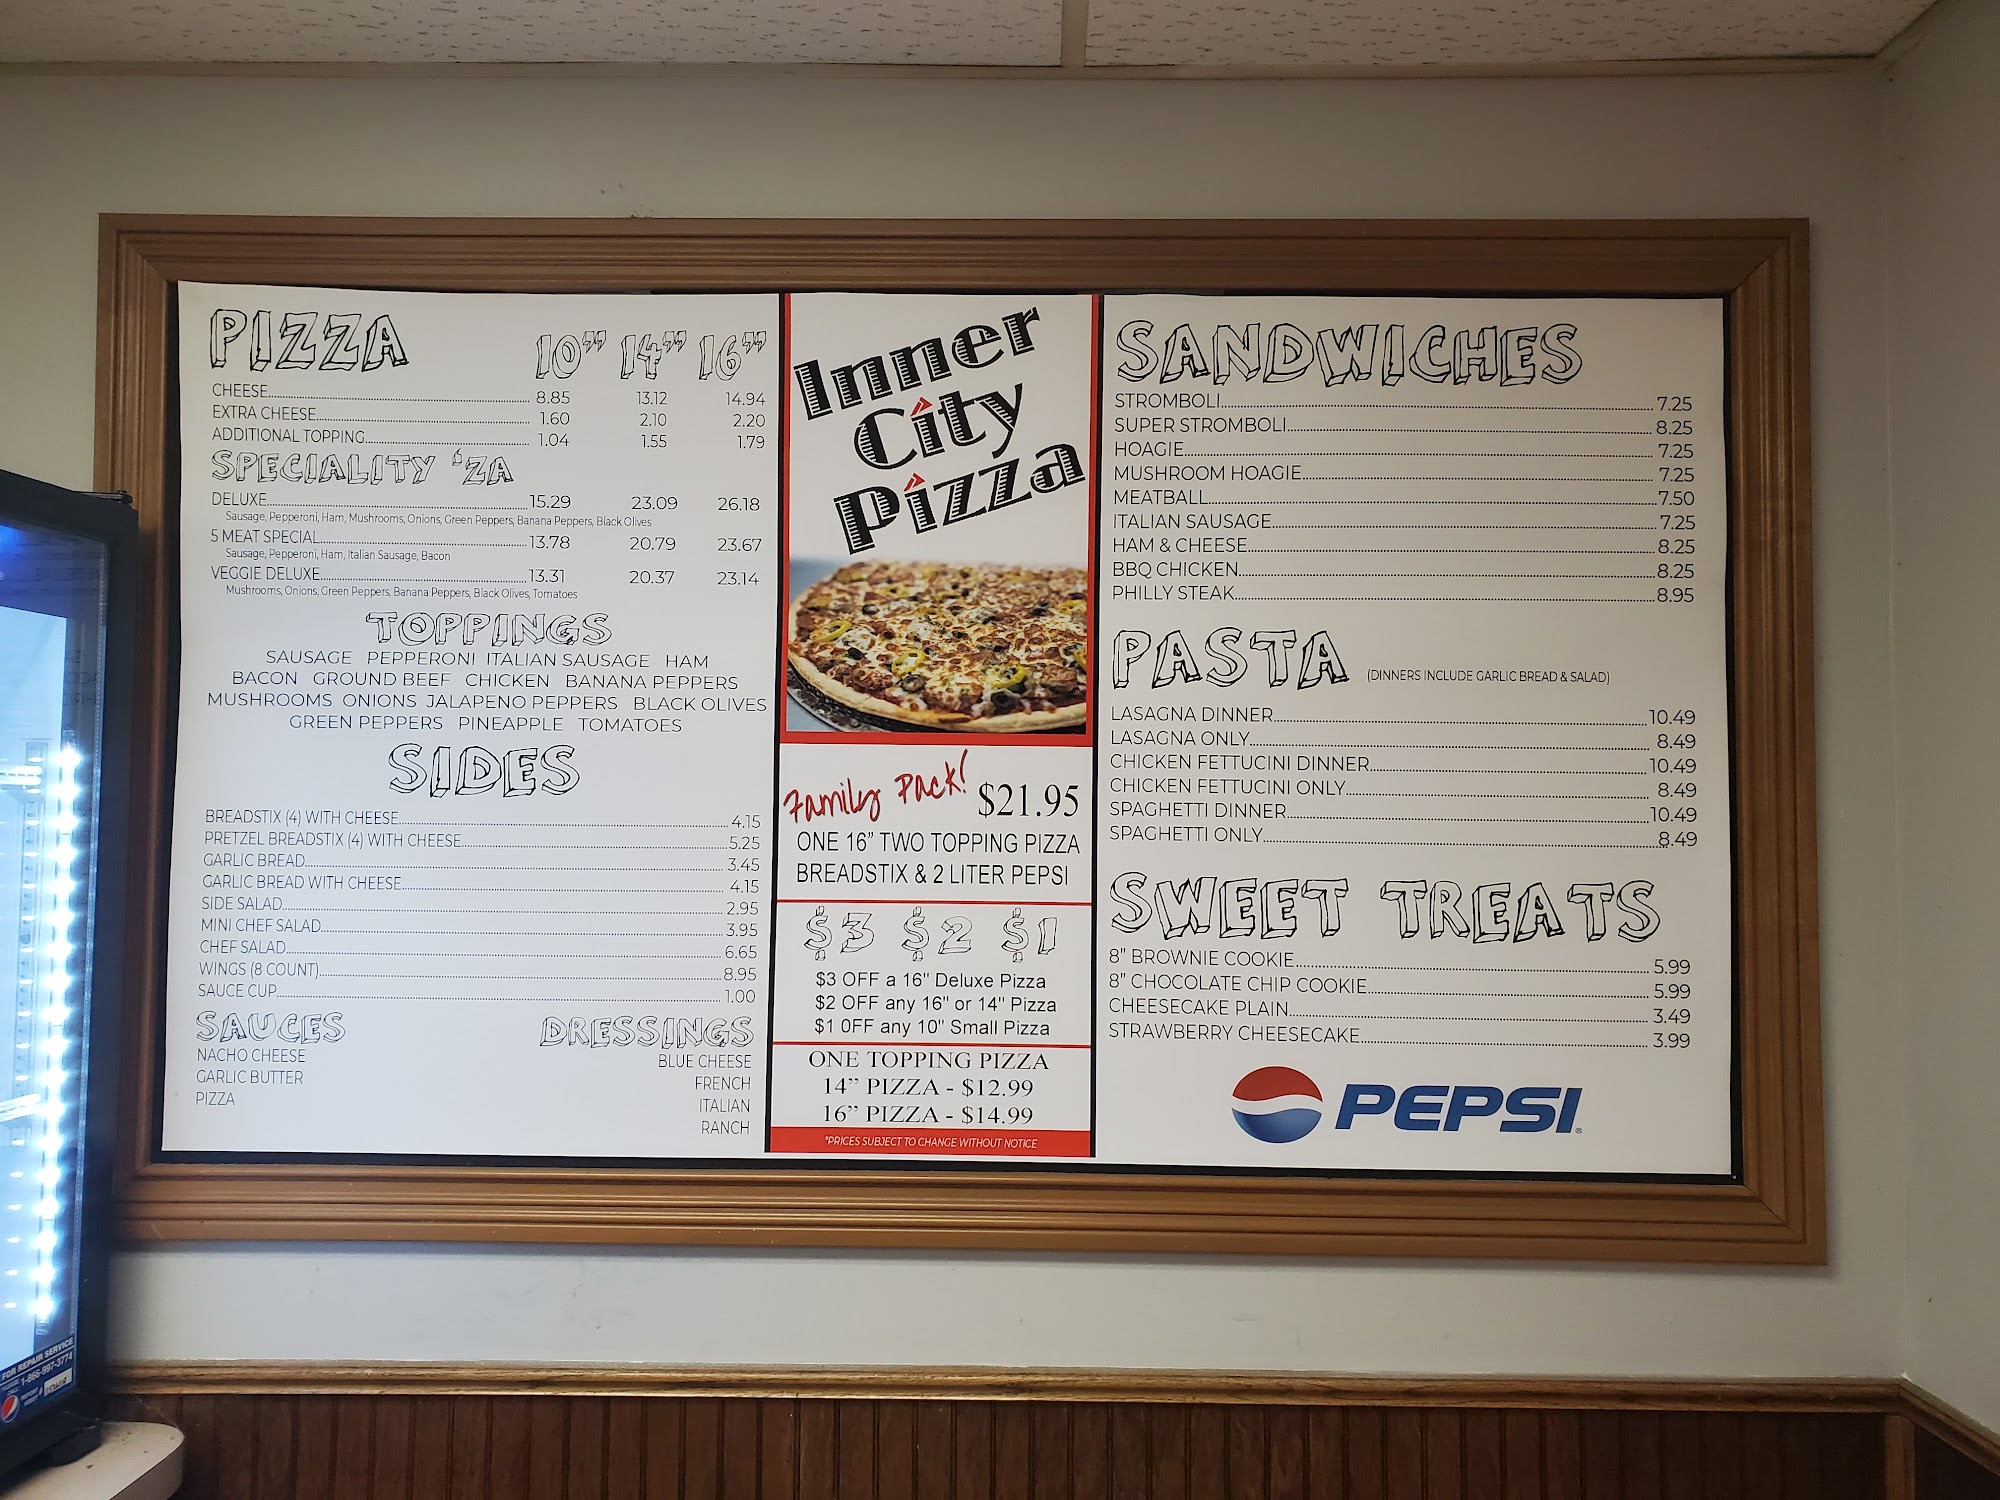 PIZZA 10” 14” 16”
CHEESE 8.85 13.12 14.94
EXTRA CHEESE 1.60 2.10 2.20
ADDITIONAL TOPPING 1.04 1.55 1.79
SPECIALITY ‘ZA
DELUXE 15.29 23.09 26.18
Sausage, Pepperoni, Ham, Mushrooms, Onions, Green Peppers, Banana Peppers, Black Olives
5 MEAT SPECIAL 13.78 20.79 23.67
Sausage, Pepperoni, Ham, Italian Sausage, Bacon
VEGGIE DELUXE 13.31 20.37 23.14
Mushrooms, Onions, Green Peppers, Banana Peppers, Black Olives, Tomatoes
TOPPINGS
SAUSAGE PEPPERONI ITALIAN SAUSAGE HAM
BACON GROUND BEEF CHICKEN BANANA PEPPERS
MUSHROOMS ONIONS JALAPENO PEPPERS BLACK OLIVES
GREEN PEPPERS PINEAPPLE TOMATOES
SIDES
BREADSTIX (4) WITH CHEESE 4.15
PRETZEL BREADSTIX (4) WITH CHEESE 5.25
GARLIC BREAD 3.45
GARLIC BREAD WITH CHEESE 4.15
SIDE SALAD 2.95
MINI CHEF SALAD 3.95
CHEF SALAD 6.65
WINGS (8 COUNT) 8.95
SAUCE CUP 1.00
SAUCES
NACHO CHEESE
GARLIC BUTTER
PIZZA
DRESSINGS
BLUE CHEESE
FRENCH
ITALIAN
RANCH
Inner
City
Pizza
Family Pack! $21.95
ONE 16” TWO TOPPING PIZZA
BREADSTIX & 2 LITER PEPSI
$3 $2 $1
$3 OFF a 16" Deluxe Pizza
$2 OFF any 16" or 14" Pizza
$1 0FF any 10" Small Pizza
ONE TOPPING PIZZA
14” PIZZA - $12.99
16” PIZZA - $14.99
*PRICES SUBJECT TO CHANGE WITHOUT NOTICE
SANDWICHES
STROMBOLI 7.25
SUPER STROMBOLI 8.25
HOAGIE 7.25
MUSHROOM HOAGIE 7.25
MEATBALL 7.50
ITALIAN SAUSAGE 7.25
HAM & CHEESE 8.25
BBQ CHICKEN 8.25
PHILLY STEAK 8.95
PASTA (DINNERS INCLUDE GARLIC BREAD & SALAD)
LASAGNA DINNER 10.49
LASAGNA ONLY 8.49
CHICKEN FETTUCINI DINNER 10.49
CHICKEN FETTUCINI ONLY 8.49
SPAGHETTI DINNER 10.49
SPAGHETTI ONLY 8.49
SWEET TREATS
8" BROWNIE COOKIE 5.99
8" CHOCOLATE CHIP COOKIE 5.99
CHEESECAKE PLAIN 3.49
STRAWBERRY CHEESECAKE 3.99
PEPSI
FOR REPAIR SERVICE
PLEASE CALL 1-866-997-3774